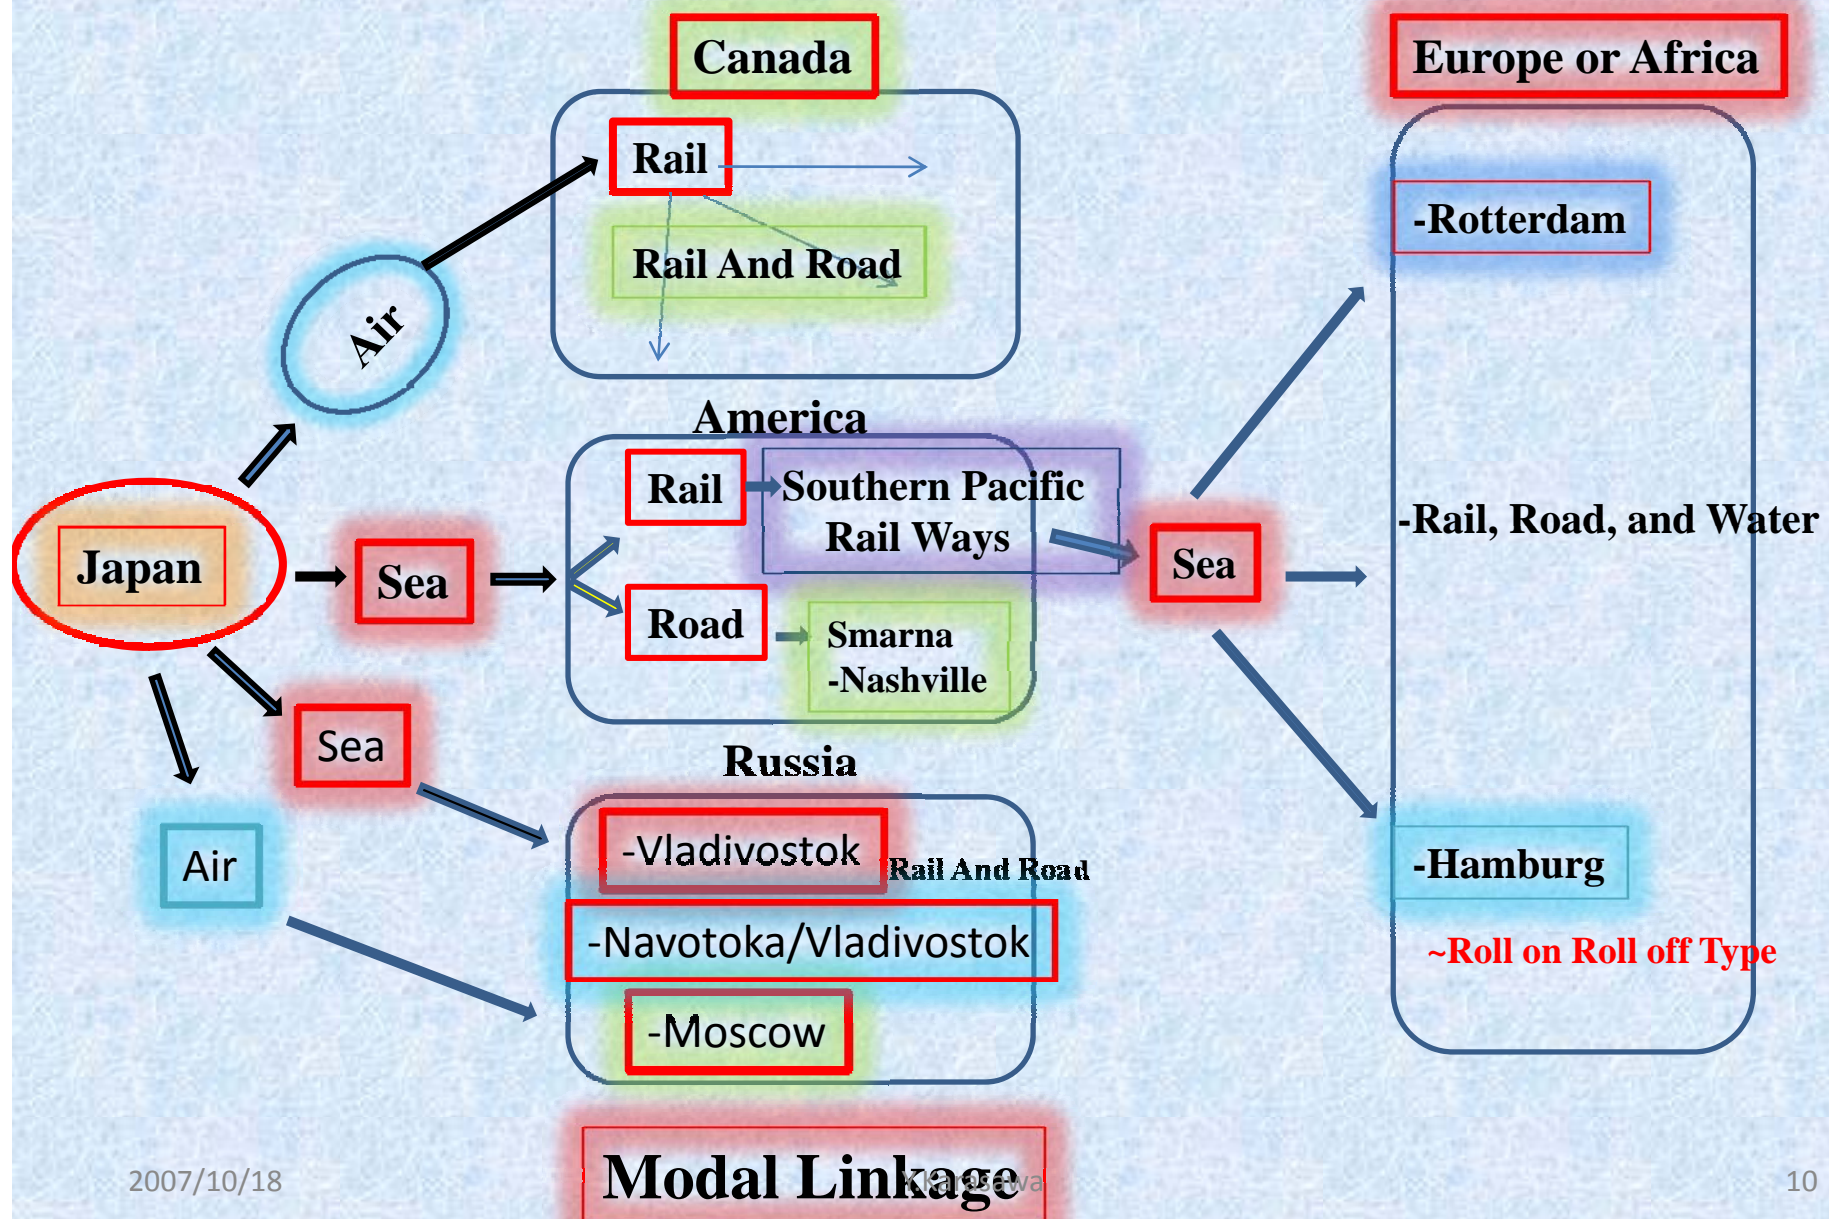 Canada
Europe or Africa
Rail
-Rotterdam
Rail And Road
Air
America
Rail
Southern Pacific
Rail Ways
-Rail, Road, and Water
Japan
Sea
Sea
Road
Smarna
-Nashville
Sea
Russia
Air
-Vladivostok
Rail And Road
-Hamburg
-Navotoka/Vladivostok
~Roll on Roll off Type
-Moscow
Modal Linkage
2007/10/18
Y.Karasawa
10